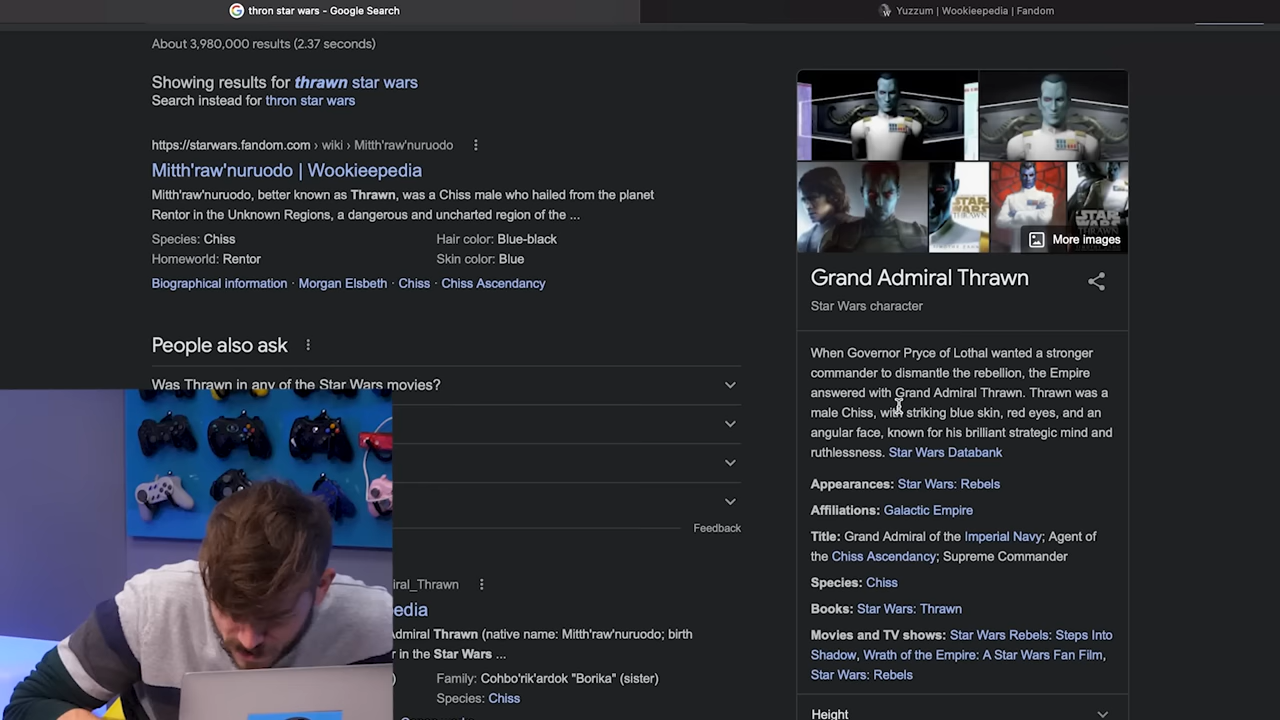 thron star wars - Google Search
Yuzzum | Wookieepedia | Fandom
About 3,980,000 results (2.37 seconds)
Showing results for thrawn star wars
Search instead for thron star wars
https://starwars.fandom.com › wiki › Mitth'raw'nuruodo
Mitth'raw'nuruodo | Wookieepedia
Mitth'raw'nuruodo, better known as Thrawn, was a Chiss male who hailed from the planet
Rentor in the Unknown Regions, a dangerous and uncharted region of the ...
Species: Chiss
Hair color: Blue-black
Homeworld: Rentor
Skin color: Blue
Biographical information · Morgan Elsbeth · Chiss · Chiss Ascendancy
People also ask
Was Thrawn in any of the Star Wars movies?
Feedback
iral_Thrawn
edia
dmiral Thrawn (native name: Mitth'raw'nuruodo; birth
r in the Star Wars ...
Family: Cohbo'rik'ardok "Borika" (sister)
Species: Chiss
STAR
WARS
THRAWN
STAR
WARS
More images
Grand Admiral Thrawn
Star Wars character
When Governor Pryce of Lothal wanted a stronger
commander to dismantle the rebellion, the Empire
answered with Grand Admiral Thrawn. Thrawn was a
male Chiss, with striking blue skin, red eyes, and an
angular face, known for his brilliant strategic mind and
ruthlessness. Star Wars Databank
Appearances: Star Wars: Rebels
Affiliations: Galactic Empire
Title: Grand Admiral of the Imperial Navy; Agent of
the Chiss Ascendancy; Supreme Commander
Species: Chiss
Books: Star Wars: Thrawn
Movies and TV shows: Star Wars Rebels: Steps Into
Shadow, Wrath of the Empire: A Star Wars Fan Film,
Star Wars: Rebels
Height